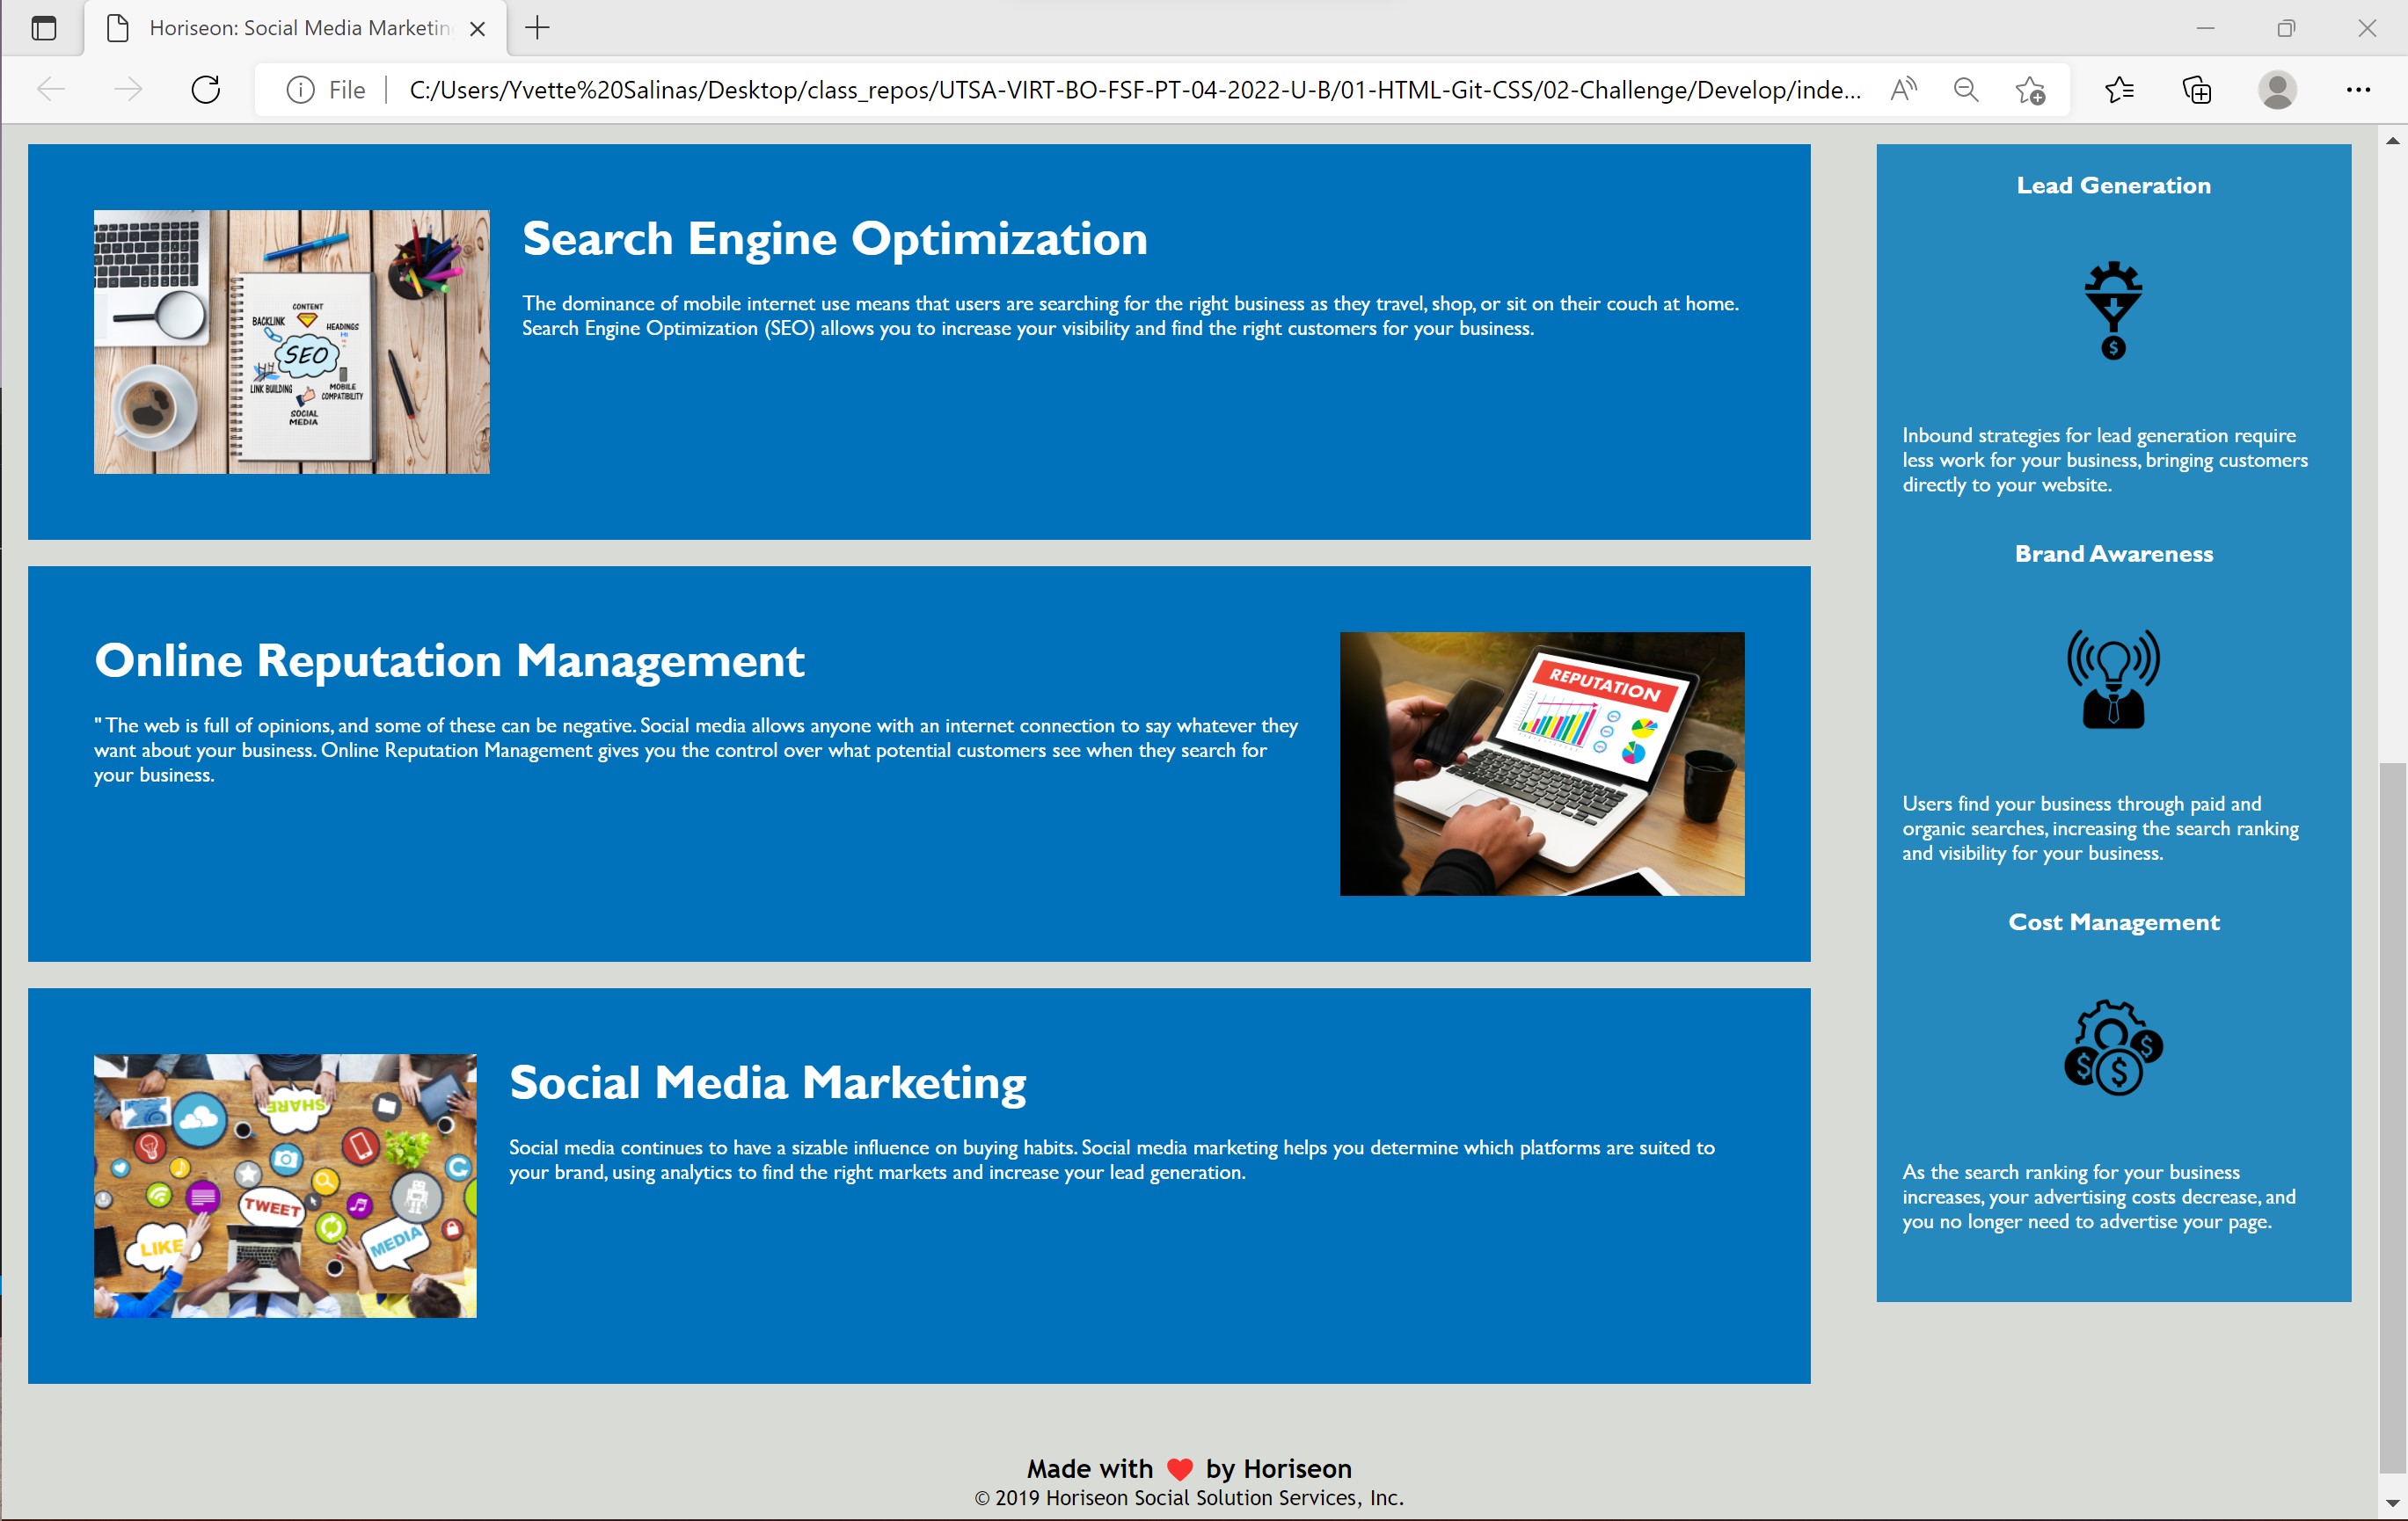 Horiseon: Social Media Marketin
File
C:/Users/Yvette%20Salinas/Desktop/class_repos/UTSA-VIRT-BO-FSF-PT-04-2022-U-B/01-HTML-Git-CSS/02-Challenge/Develop/inde...
Search Engine Optimization
The dominance of mobile internet use means that users are searching for the right business as they travel, shop, or sit on their couch at home.
Search Engine Optimization (SEO) allows you to increase your visibility and find the right customers for your business.
CONTENT
BACKLINK
HEADINGS
SEO
LINK BUILDING
MOBILE
COMPATIBILITY
SOCIAL
MEDIA
Online Reputation Management
" The web is full of opinions, and some of these can be negative. Social media allows anyone with an internet connection to say whatever they
want about your business. Online Reputation Management gives you the control over what potential customers see when they search for
your business.
REPUTATION
Social Media Marketing
Social media continues to have a sizable influence on buying habits. Social media marketing helps you determine which platforms are suited to
your brand, using analytics to find the right markets and increase your lead generation.
SHARE
TWEET
LIKE
MEDIA
Lead Generation
$
Inbound strategies for lead generation require
less work for your business, bringing customers
directly to your website.
Brand Awareness
Users find your business through paid and
organic searches, increasing the search ranking
and visibility for your business.
Cost Management
$ $ $
As the search ranking for your business
increases, your advertising costs decrease, and
you no longer need to advertise your page.
Made with ❤️ by Horiseon
© 2019 Horiseon Social Solution Services, Inc.